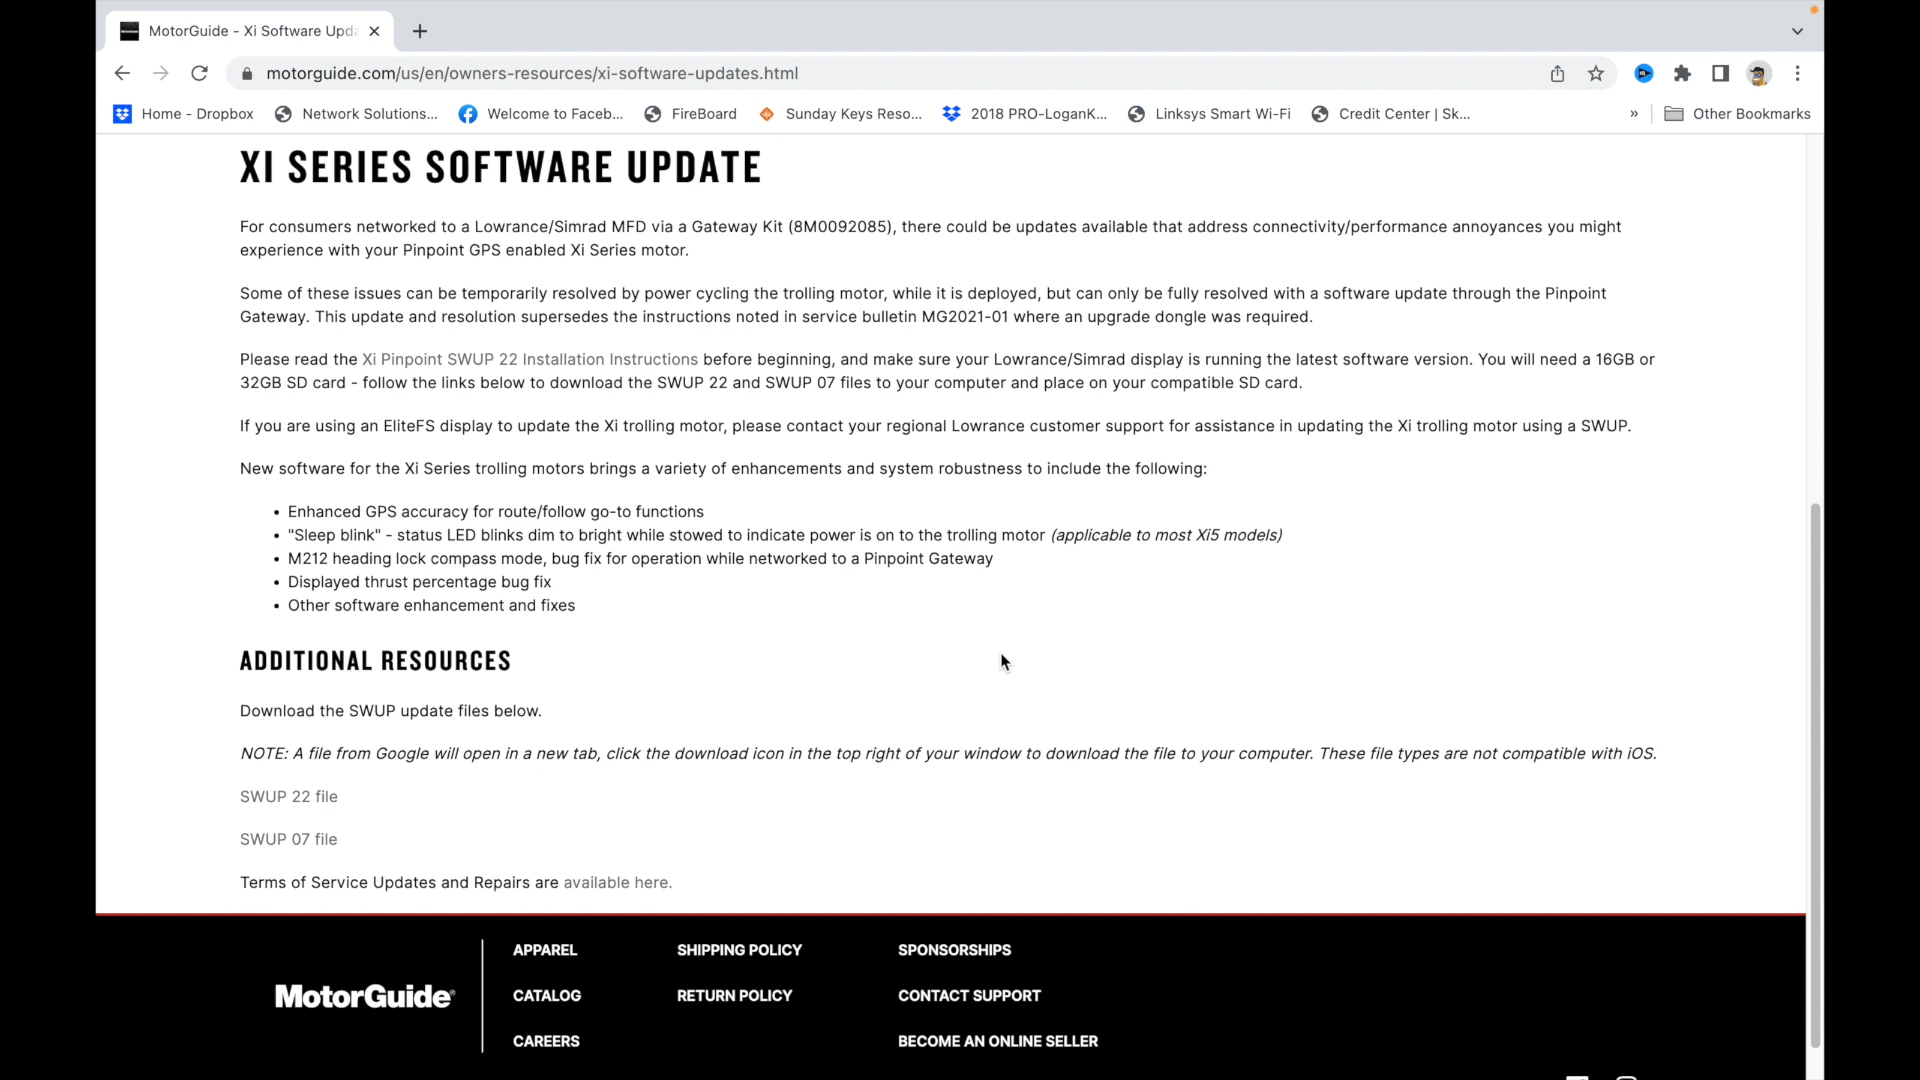 MotorGuide - Xi Software Upda
motorguide.com/us/en/owners-resources/xi-software-updates.html
Home - Dropbox
Network Solutions...
Welcome to Faceb...
FireBoard
Sunday Keys Reso...
2018 PRO-LoganK...
Linksys Smart Wi-Fi
Credit Center | Sk...
»
Other Bookmarks
XI SERIES SOFTWARE UPDATE
For consumers networked to a Lowrance/Simrad MFD via a Gateway Kit (8M0092085), there could be updates available that address connectivity/performance annoyances you might
experience with your Pinpoint GPS enabled Xi Series motor.
Some of these issues can be temporarily resolved by power cycling the trolling motor, while it is deployed, but can only be fully resolved with a software update through the Pinpoint
Gateway. This update and resolution supersedes the instructions noted in service bulletin MG2021-01 where an upgrade dongle was required.
Please read the Xi Pinpoint SWUP 22 Installation Instructions before beginning, and make sure your Lowrance/Simrad display is running the latest software version. You will need a 16GB or
32GB SD card - follow the links below to download the SWUP 22 and SWUP 07 files to your computer and place on your compatible SD card.
If you are using an EliteFS display to update the Xi trolling motor, please contact your regional Lowrance customer support for assistance in updating the Xi trolling motor using a SWUP.
New software for the Xi Series trolling motors brings a variety of enhancements and system robustness to include the following:
• Enhanced GPS accuracy for route/follow go-to functions
• "Sleep blink" - status LED blinks dim to bright while stowed to indicate power is on to the trolling motor (applicable to most Xi5 models)
• M212 heading lock compass mode, bug fix for operation while networked to a Pinpoint Gateway
• Displayed thrust percentage bug fix
• Other software enhancement and fixes
ADDITIONAL RESOURCES
Download the SWUP update files below.
NOTE: A file from Google will open in a new tab, click the download icon in the top right of your window to download the file to your computer. These file types are not compatible with iOS.
SWUP 22 file
SWUP 07 file
Terms of Service Updates and Repairs are available here.
MotorGuide®
APPAREL
CATALOG
CAREERS
SHIPPING POLICY
RETURN POLICY
SPONSORSHIPS
CONTACT SUPPORT
BECOME AN ONLINE SELLER